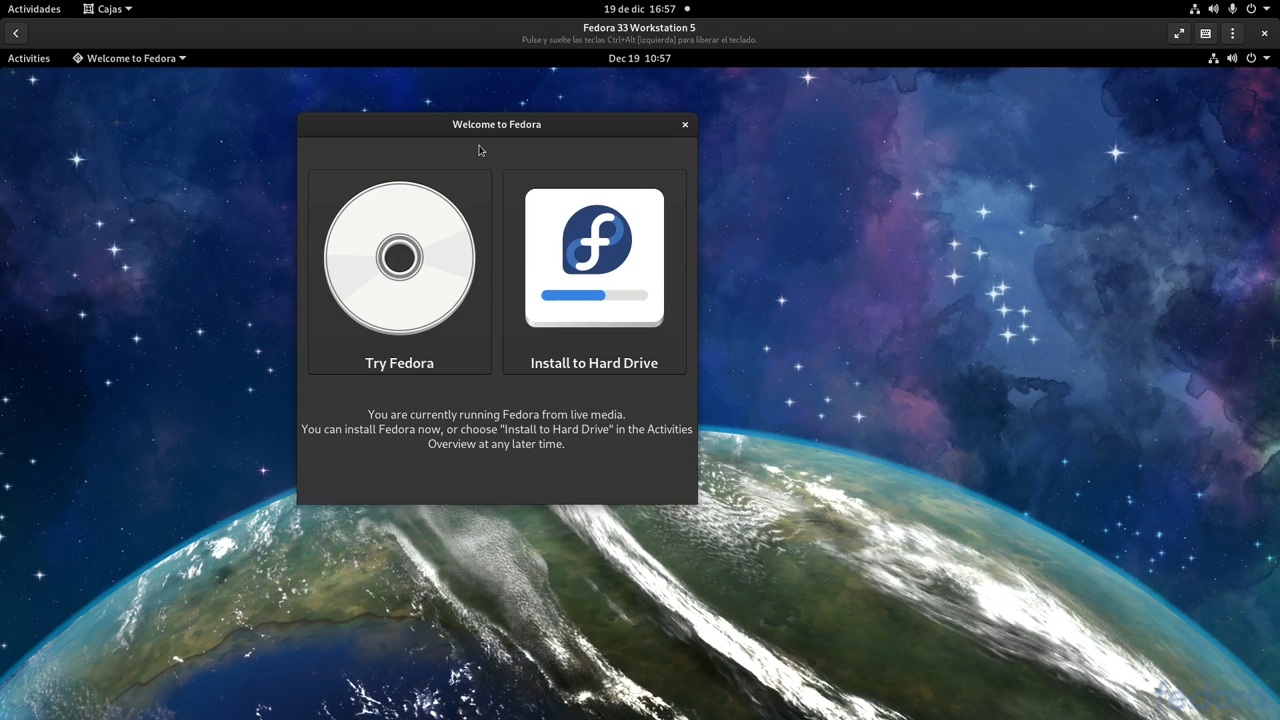 Actividades
Cajas
19 de dic 16:57
Fedora 33 Workstation 5
Pulse y suelte las teclas Ctrl+Alt [izquierda] para liberar el teclado.
Activities
Welcome to Fedora
Dec 19 10:57
Welcome to Fedora
Try Fedora
Install to Hard Drive
You are currently running Fedora from live media.
You can install Fedora now, or choose "Install to Hard Drive" in the Activities
Overview at any later time.
fedora